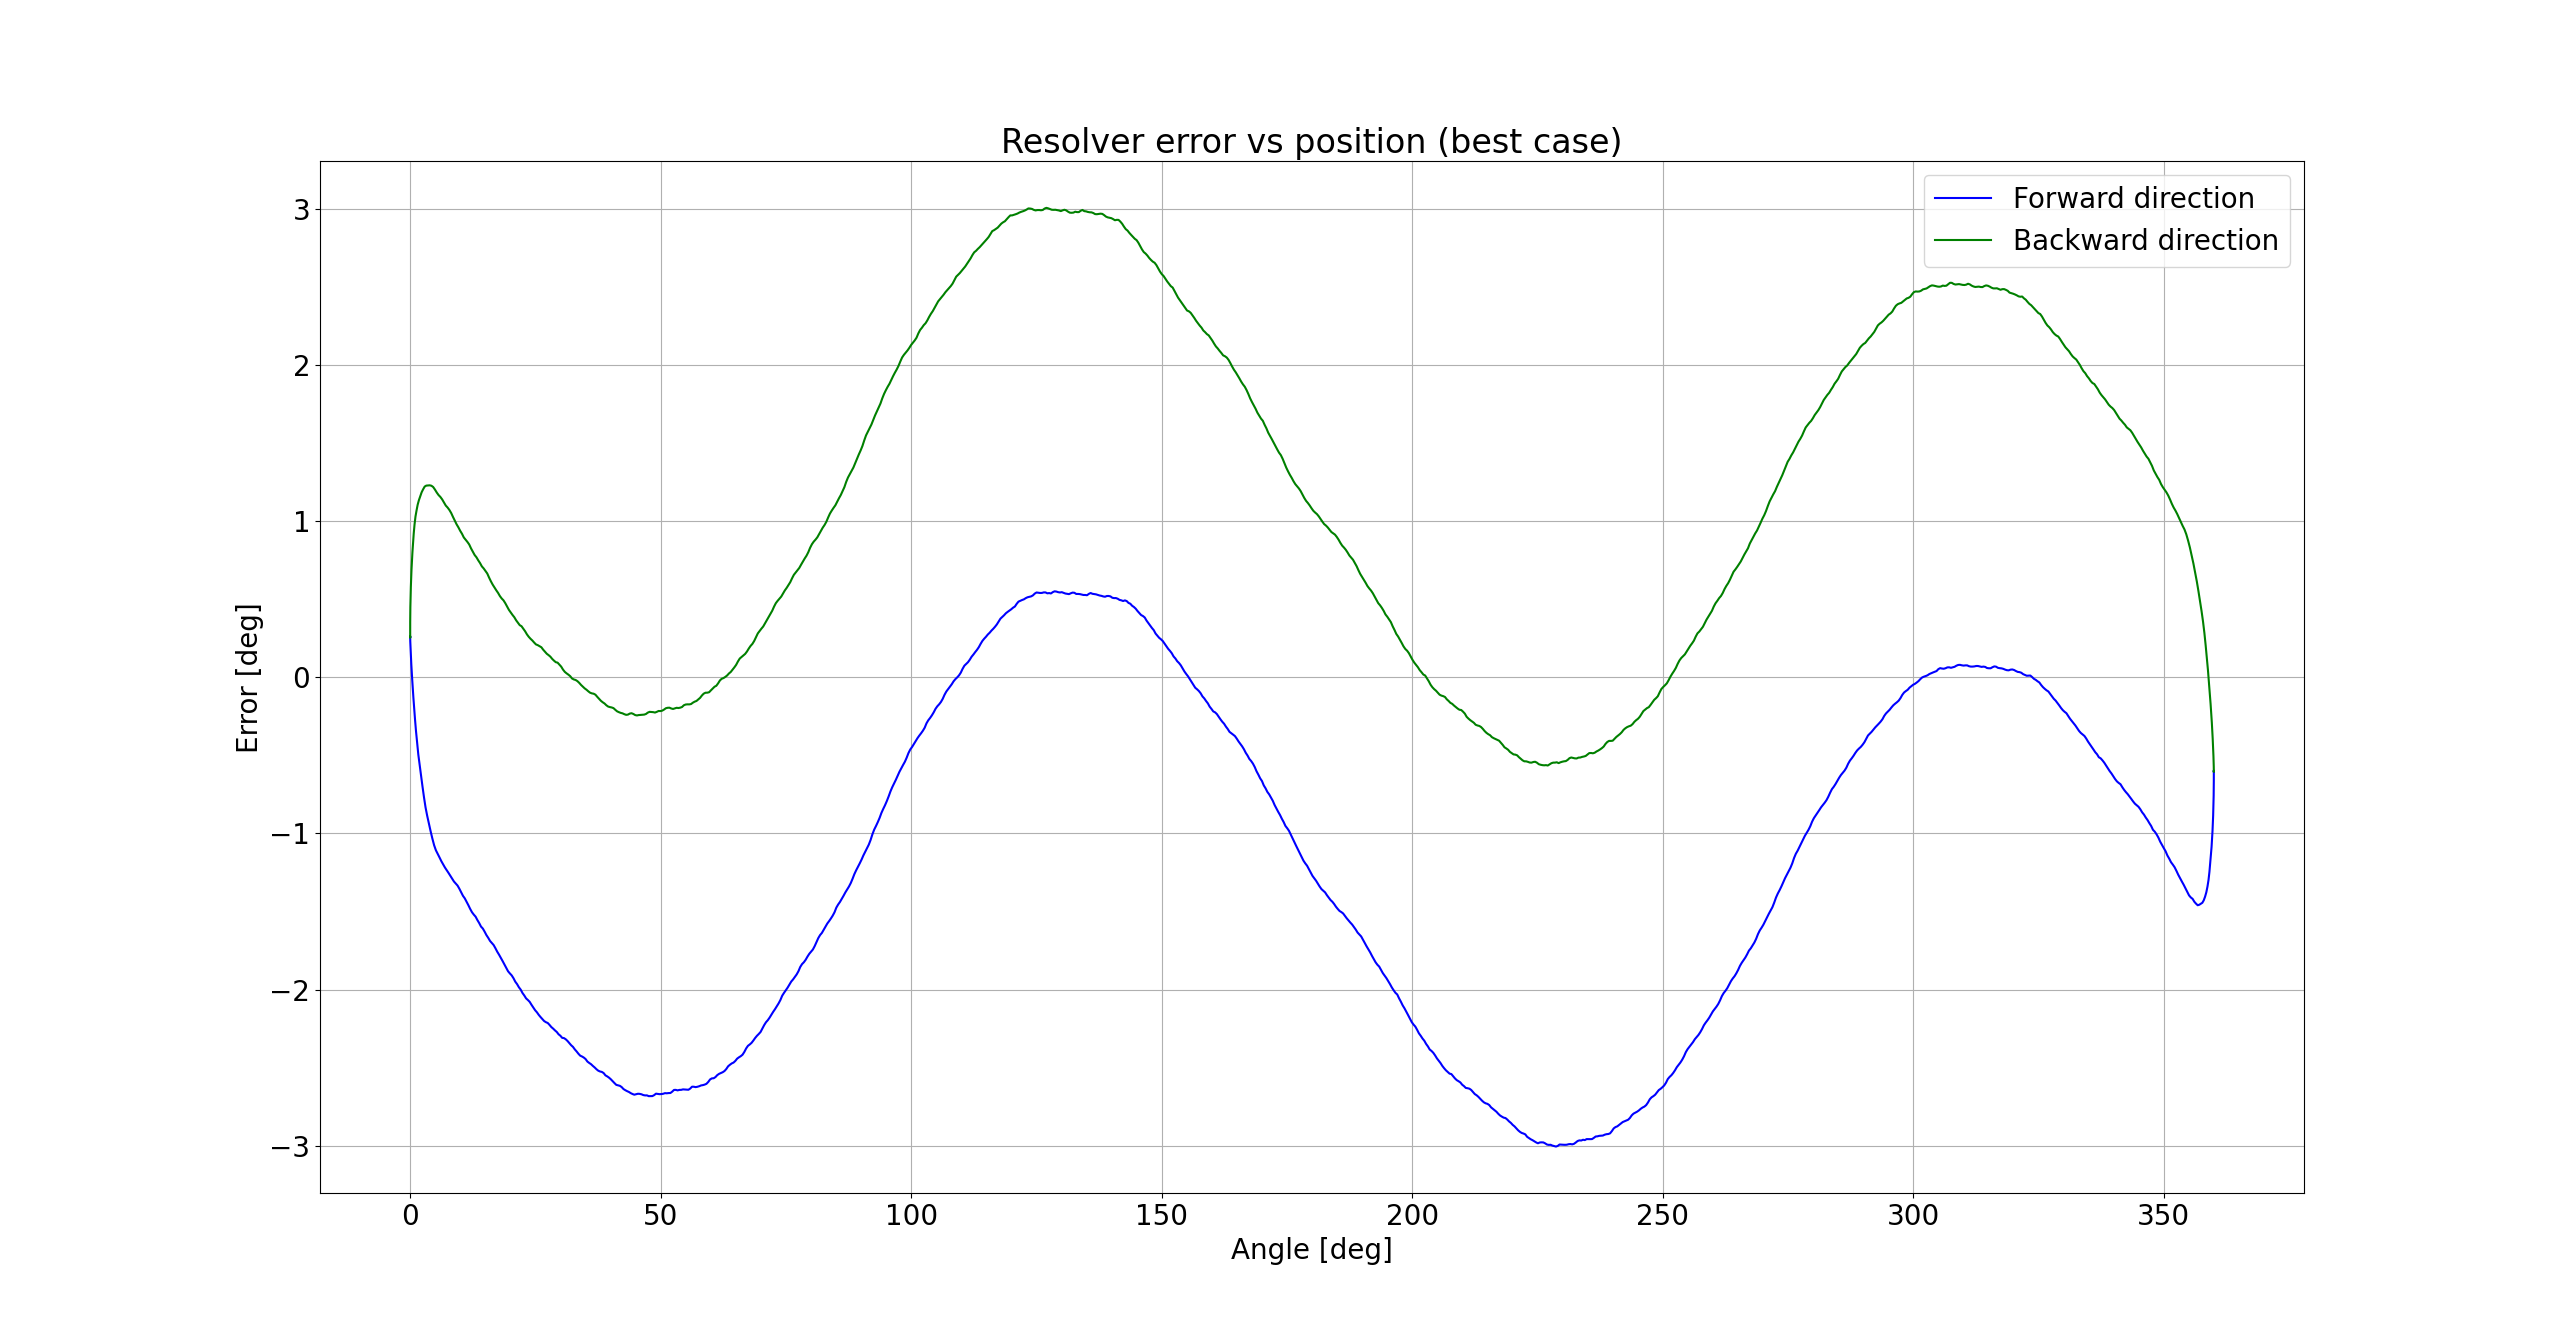 Resolver error vs position (best case)
Forward direction
Backward direction
3
2
1
0
−1
−2
−3
Error [deg]
0 50 100 150 200 250 300 350
Angle [deg]